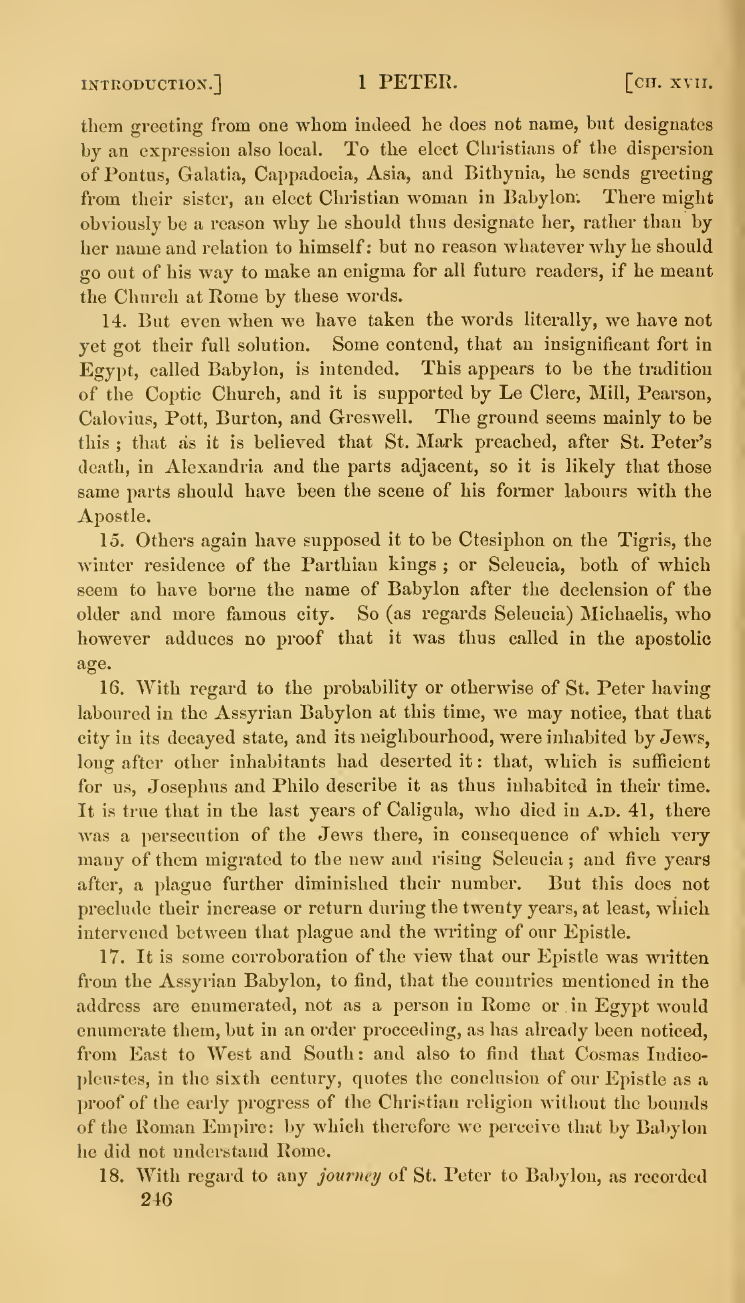 INTRODUCTION.] 1 PETER. [CH. XVII.
them greeting from one whom indeed he does not name, but designates
by an expression also local. To the elect Christians of the dispersion
of Pontus, Galatia, Cappadocia, Asia, and Bithynia, he sends greeting
from their sister, an elect Christian woman in Babylon. There might
obviously be a reason why he should thus designate her, rather than by
her name and relation to himself: but no reason whatever why he should
go out of his way to make an enigma for all future readers, if he meant
the Church at Rome by these words.
14. But even when we have taken the words literally, we have not
yet got their full solution. Some contend, that an insignificant fort in
Egypt, called Babylon, is intended. This appears to be the tradition
of the Coptic Church, and it is supported by Le Clerc, Mill, Pearson,
Calovius, Pott, Burton, and Greswell. The ground seems mainly to be
this ; that as it is believed that St. Mark preached, after St. Peter's
death, in Alexandria and the parts adjacent, so it is likely that those
same parts should have been the scene of his former labours with the
Apostle.
15. Others again have supposed it to be Ctesiphon on the Tigris, the
winter residence of the Parthian kings ; or Seleucia, both of which
seem to have borne the name of Babylon after the declension of the
older and more famous city. So (as regards Seleucia) Michaelis, who
however adduces no proof that it was thus called in the apostolic
age.
16. With regard to the probability or otherwise of St. Peter having
laboured in the Assyrian Babylon at this time, we may notice, that that
city in its decayed state, and its neighbourhood, were inhabited by Jews,
long after other inhabitants had deserted it : that, which is sufficient
for us, Josephus and Philo describe it as thus inhabited in their time.
It is true that in the last years of Caligula, who died in A.D. 41, there
was a persecution of the Jews there, in consequence of which very
many of them migrated to the new and rising Seleucia ; and five years
after, a plague further diminished their number. But this does not
preclude their increase or return during the twenty years, at least, which
intervened between that plague and the writing of our Epistle.
17. It is some corroboration of the view that our Epistle was written
from the Assyrian Babylon, to find, that the countries mentioned in the
address are enumerated, not as a person in Rome or in Egypt would
enumerate them, but in an order proceeding, as has already been noticed,
from East to West and South : and also to find that Cosmas Indico-
pleustes, in the sixth century, quotes the conclusion of our Epistle as a
proof of the early progress of the Christian religion without the bounds
of the Roman Empire: by which therefore we perceive that by Babylon
he did not understand Rome.
18. With regard to any journey of St. Peter to Babylon, as recorded
246